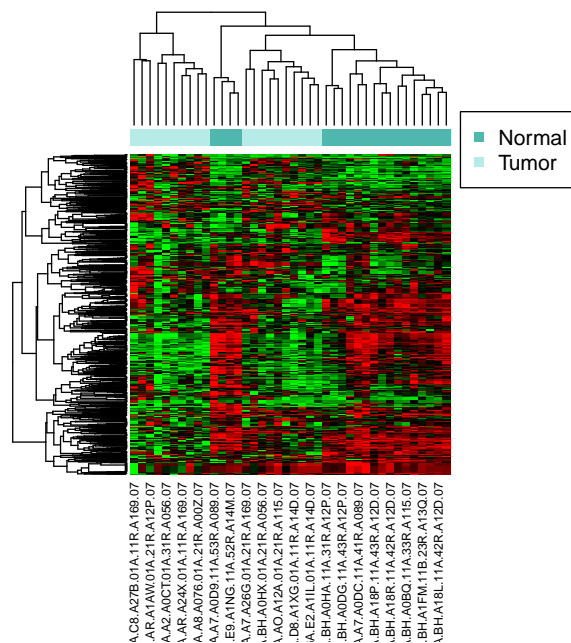 Normal
Tumor
A.C8.A27B.01A.11R.A169.07
.AR.A1AW.01A.21R.A12P.07
A.A2.A0CT.01A.31R.A056.07
A.AR.A24X.01A.11R.A169.07
A.A8.A076.01A.21R.A00Z.07
A.A7.A0D9.11A.53R.A089.07
.E9.A1NG.11A.52R.A14M.07
A.A7.A26G.01A.21R.A169.07
.BH.A0HX.01A.21R.A056.07
A.AO.A12A.01A.21R.A115.07
.D8.A1XG.01A.11R.A14D.07
A.E2.A1IL.01A.11R.A14D.07
.BH.A0HA.11A.31R.A12P.07
.BH.A0DG.11A.43R.A12P.07
A.A7.A0DC.11A.41R.A089.07
.BH.A18P.11A.43R.A12D.07
.BH.A18R.11A.42R.A12D.07
.BH.A0BQ.11A.33R.A115.07
.BH.A1FM.11B.23R.A13Q.07
.BH.A18L.11A.42R.A12D.07